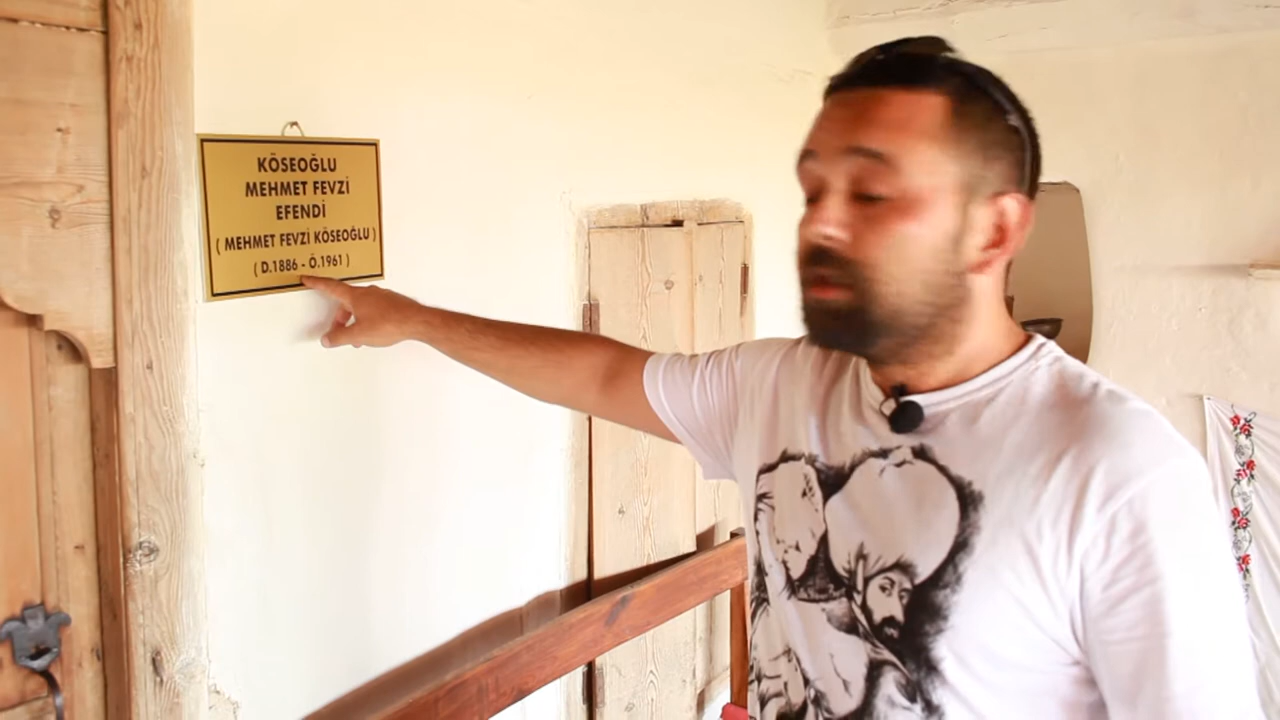 KÖSEOĞLU
MEHMET FEVZİ
EFENDİ
( MEHMET FEVZİ KÖSEOĞLU )
( D.1886 - Ö.1961 )